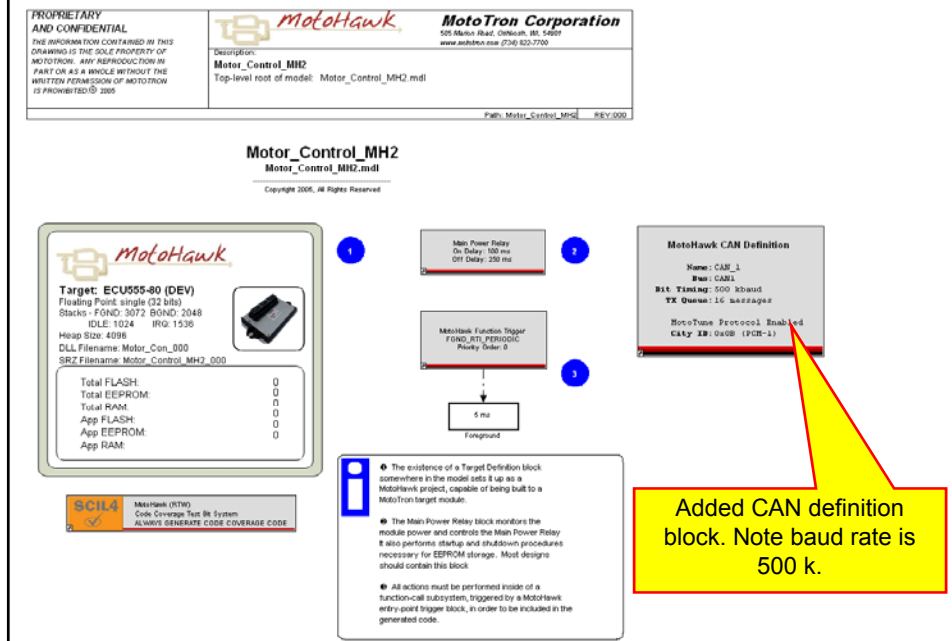 PROPRIETARY
AND CONFIDENTIAL
THE INFORMATION CONTAINED IN THIS
DRAWING IS THE SOLE PROPERTY OF
MOTOTRON. ANY REPRODUCTION IN
PART OR AS A WHOLE WITHOUT THE
WRITTEN PERMISSION OF MOTOTRON
IS PROHIBITED.© 2005
MotoHawk
MotoTron Corporation
505 Marion Road, Oshkosh, WI, 54901
www.mototron.com (734) 822-7700
Description:
Motor_Control_MH2
Top-level root of model: Motor_Control_MH2.mdl
Path: Motor_Control_MH2
REV:000
Motor_Control_MH2
Motor_Control_MH2.mdl
Copyright 2005, All Rights Reserved
MotoHawk
Target: ECU555-80 (DEV)
Floating Point: single (32 bits)
Stacks - FGND: 3072 BGND: 2048
IDLE: 1024 IRQ: 1536
Heap Size: 4096
DLL Filename: Motor_Con_000
SRZ Filename: Motor_Control_MH2_000
Total FLASH: 0
Total EEPROM: 0
Total RAM: 0
App FLASH: 0
App EEPROM: 0
App RAM: 0
SCIL4
MotoHawk (RTW)
Code Coverage Test Bit System
ALWAYS GENERATE CODE COVERAGE CODE
1
Main Power Relay
On Delay: 100 ms
Off Delay: 250 ms
2
MotoHawk Function Trigger
FGND_RTI_PERIODIC
Priority Order: 0
3
5 ms
Foreground
MotoHawk CAN Definition
Name: CAN_1
Bus: CAN1
Bit Timing: 500 kbaud
TX Queue: 16 messages
MotoTune Protocol Enabled
City ID: 0x0B (PCM-1)
i
❶ The existence of a Target Definition block
somewhere in the model sets it up as a
MotoHawk project, capable of being built to a
MotoTron target module.
❷ The Main Power Relay block monitors the
module power and controls the Main Power Relay
It also performs startup and shutdown procedures
necessary for EEPROM storage. Most designs
should contain this block
❸ All actions must be performed inside of a
function-call subsystem, triggered by a MotoHawk
entry-point trigger block, in order to be included in the
generated code.
Added CAN definition
block. Note baud rate is
500 k.